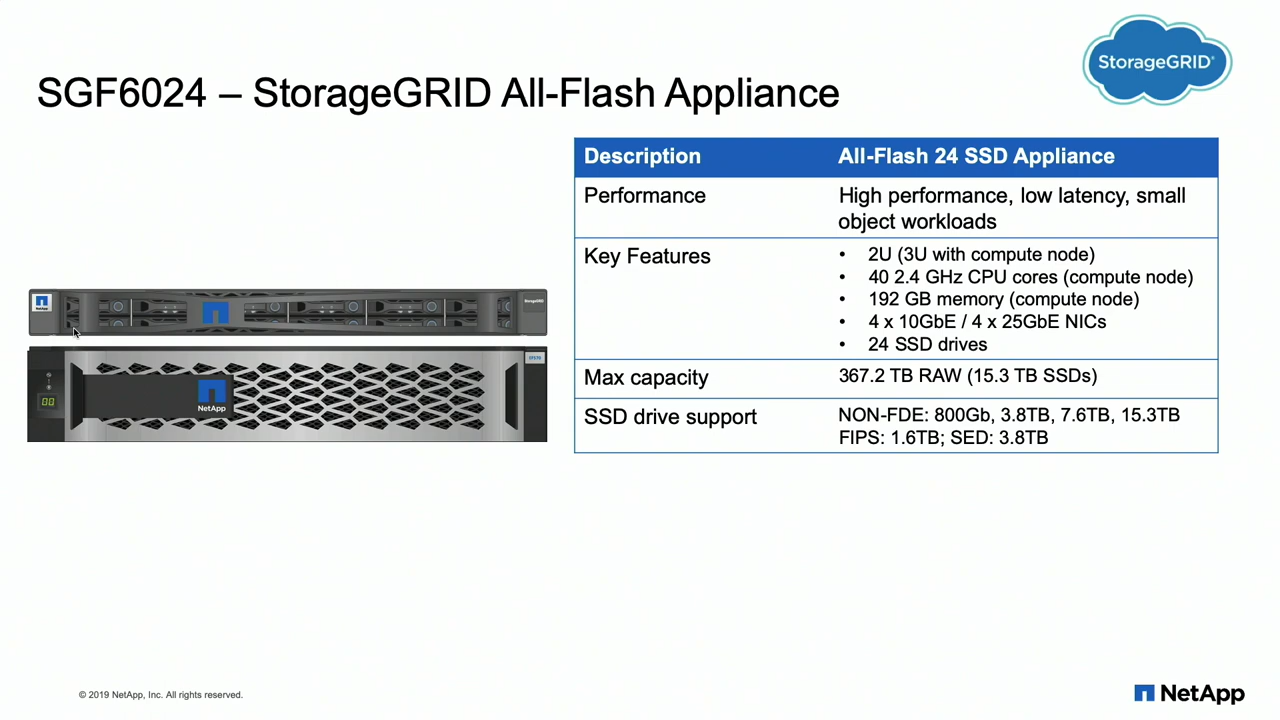 StorageGRID
SGF6024 – StorageGRID All-Flash Appliance
Description All-Flash 24 SSD Appliance
Performance High performance, low latency, small
object workloads
Key Features • 2U (3U with compute node)
• 40 2.4 GHz CPU cores (compute node)
• 192 GB memory (compute node)
• 4 x 10GbE / 4 x 25GbE NICs
• 24 SSD drives
Max capacity 367.2 TB RAW (15.3 TB SSDs)
SSD drive support NON-FDE: 800Gb, 3.8TB, 7.6TB, 15.3TB
FIPS: 1.6TB; SED: 3.8TB
NetApp
StorageGRID
00
NetApp
© 2019 NetApp, Inc. All rights reserved.
NetApp